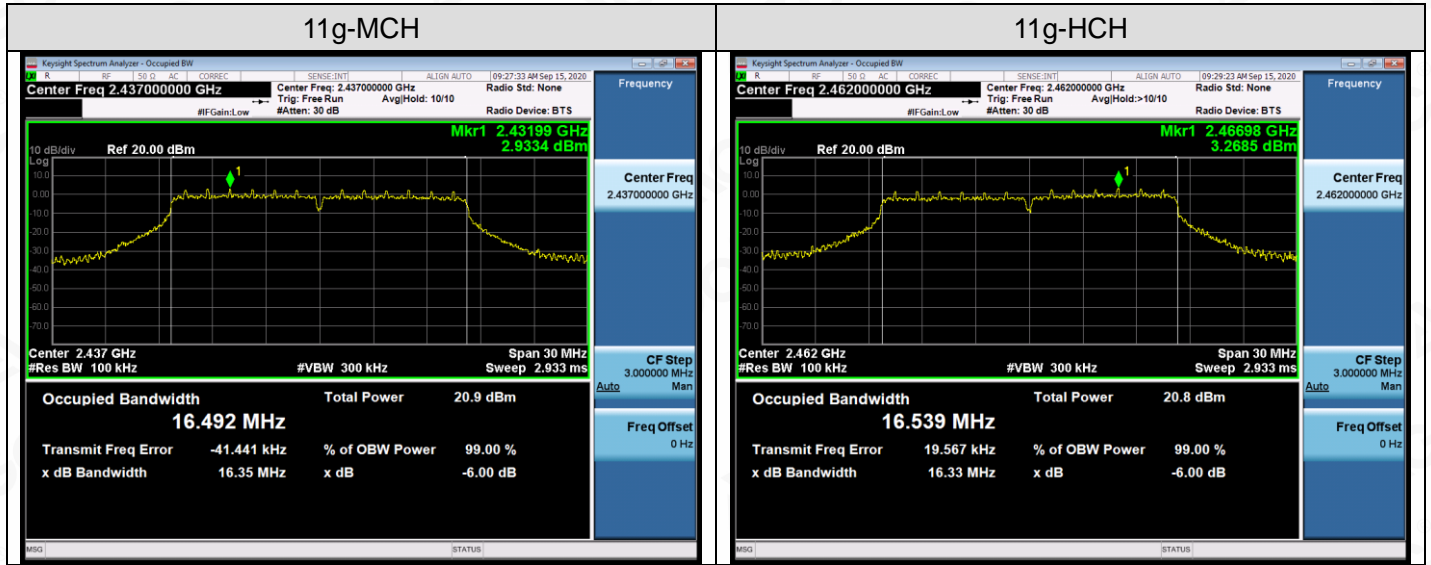 11g-MCH
Keysight Spectrum Analyzer - Occupied BW
R RF 50 Ω AC CORREC SENSE:INT ALIGN AUTO 09:27:33 AM Sep 15, 2020
Center Freq 2.437000000 GHz
Center Freq: 2.437000000 GHz
Radio Std: None
Trig: Free Run Avg|Hold: 10/10
#IFGain:Low #Atten: 30 dB
Radio Device: BTS
Mkr1 2.43199 GHz
2.9334 dBm
10 dB/div Ref 20.00 dBm
Log
10.0
0.00
-10.0
-20.0
-30.0
-40.0
-50.0
-60.0
-70.0
1
Center 2.437 GHz Span 30 MHz
#Res BW 100 kHz #VBW 300 kHz Sweep 2.933 ms
Occupied Bandwidth Total Power 20.9 dBm
16.492 MHz
Transmit Freq Error -41.441 kHz % of OBW Power 99.00 %
x dB Bandwidth 16.35 MHz x dB -6.00 dB
MSG STATUS
Frequency
Center Freq
2.437000000 GHz
CF Step
3.000000 MHz
Auto Man
Freq Offset
0 Hz
11g-HCH
Keysight Spectrum Analyzer - Occupied BW
R RF 50 Ω AC CORREC SENSE:INT ALIGN AUTO 09:29:23 AM Sep 15, 2020
Center Freq 2.462000000 GHz
Center Freq: 2.462000000 GHz
Radio Std: None
Trig: Free Run Avg|Hold:>10/10
#IFGain:Low #Atten: 30 dB
Radio Device: BTS
Mkr1 2.46698 GHz
3.2685 dBm
10 dB/div Ref 20.00 dBm
Log
10.0
0.00
-10.0
-20.0
-30.0
-40.0
-50.0
-60.0
-70.0
1
Center 2.462 GHz Span 30 MHz
#Res BW 100 kHz #VBW 300 kHz Sweep 2.933 ms
Occupied Bandwidth Total Power 20.8 dBm
16.539 MHz
Transmit Freq Error 19.567 kHz % of OBW Power 99.00 %
x dB Bandwidth 16.33 MHz x dB -6.00 dB
MSG STATUS
Frequency
Center Freq
2.462000000 GHz
CF Step
3.000000 MHz
Auto Man
Freq Offset
0 Hz